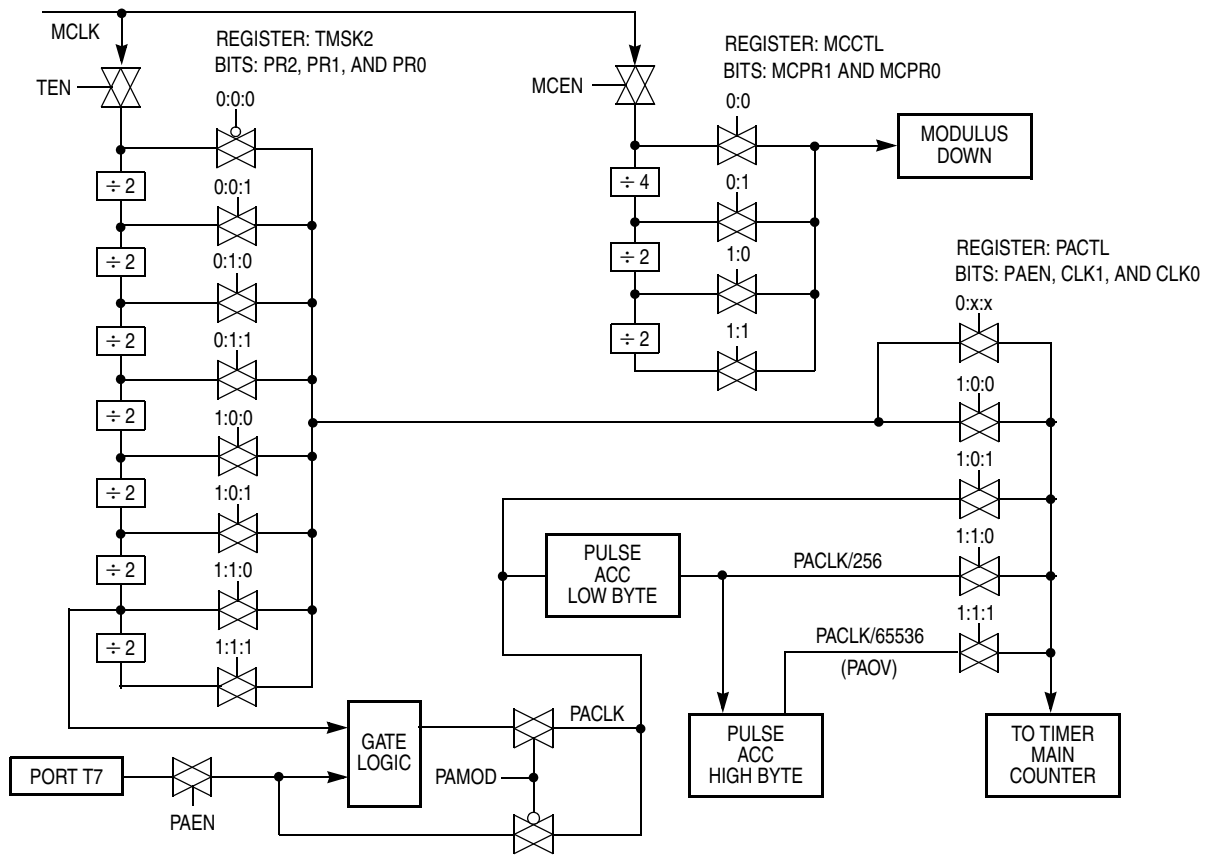 MCLK
REGISTER: TMSK2
BITS: PR2, PR1, AND PR0
REGISTER: MCCTL
BITS: MCPR1 AND MCPR0
TEN
MCEN
0:0:0
0:0
MODULUS
DOWN
÷ 2
÷ 4
0:0:1
0:1
÷ 2
÷ 2
0:1:0
1:0
REGISTER: PACTL
BITS: PAEN, CLK1, AND CLK0
0:x:x
÷ 2
÷ 2
0:1:1
1:1
1:0:0
÷ 2
1:0:0
1:0:1
÷ 2
1:0:1
PULSE
ACC
LOW BYTE
PACLK/256
1:1:0
÷ 2
1:1:0
1:1:1
÷ 2
1:1:1
PACLK/65536
(PAOV)
PACLK
GATE
LOGIC
PULSE
ACC
HIGH BYTE
TO TIMER
MAIN
COUNTER
PORT T7
PAMOD
PAEN